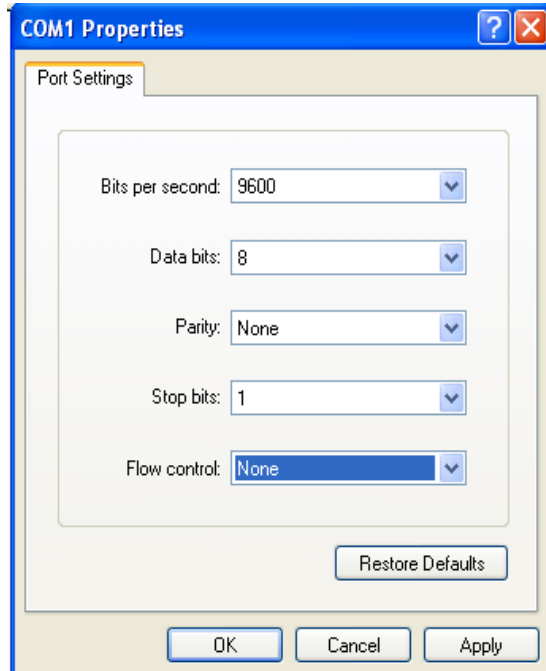 COM1 Properties
Port Settings
Bits per second: 9600
Data bits: 8
Parity: None
Stop bits: 1
Flow control: None
Restore Defaults
OK Cancel Apply